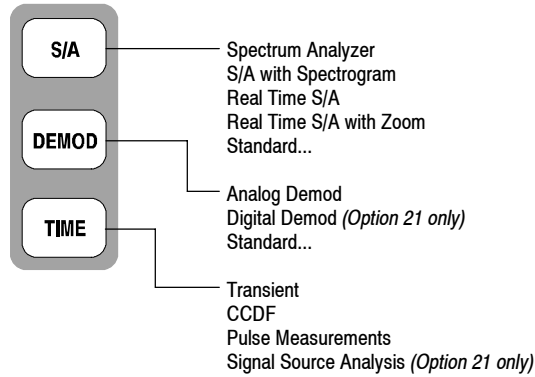 S/A
Spectrum Analyzer
S/A with Spectrogram
Real Time S/A
Real Time S/A with Zoom
Standard...
DEMOD
Analog Demod
Digital Demod (Option 21 only)
Standard...
TIME
Transient
CCDF
Pulse Measurements
Signal Source Analysis (Option 21 only)